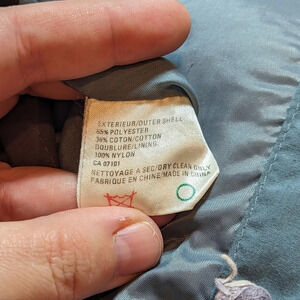 EXTERIEUR/OUTER SHELL
65% POLYESTER
35% COTON/COTTON
DOUBLURE/LINING
100% NYLON
CA 07101
NETTOYAGE A SEC/DRY CLEAN ONLY
FABRIQUE EN CHINE/MADE IN CHINA